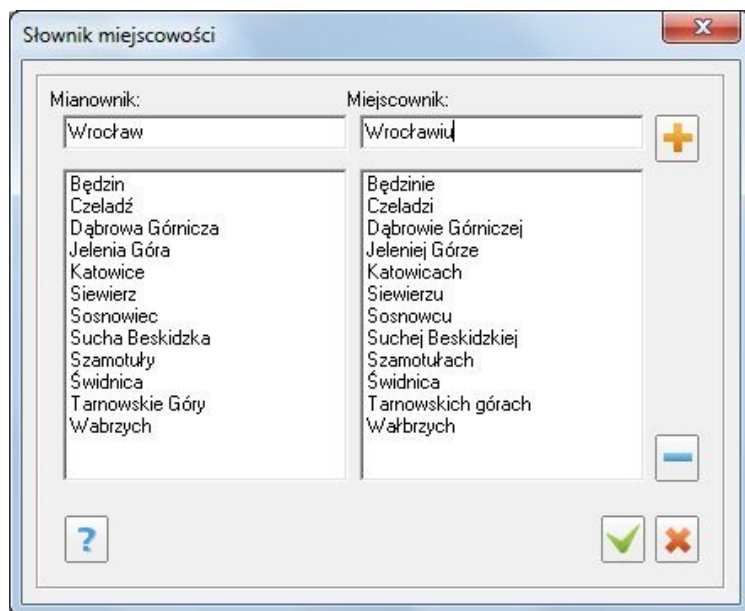 Słownik miejscowości
Mianownik: Miejscownik:
Wrocław Wrocławiu
Będzin Będzinie
Czeladź Czeladzi
Dąbrowa Górnicza Dąbrowie Górniczej
Jelenia Góra Jeleniej Górze
Katowice Katowicach
Siewierz Siewierzu
Sosnowiec Sosnowcu
Sucha Beskidzka Suchej Beskidzkiej
Szamotuły Szamotułach
Świdnica Świdnica
Tarnowskie Góry Tarnowskich górach
Wabrzych Wałbrzych
?